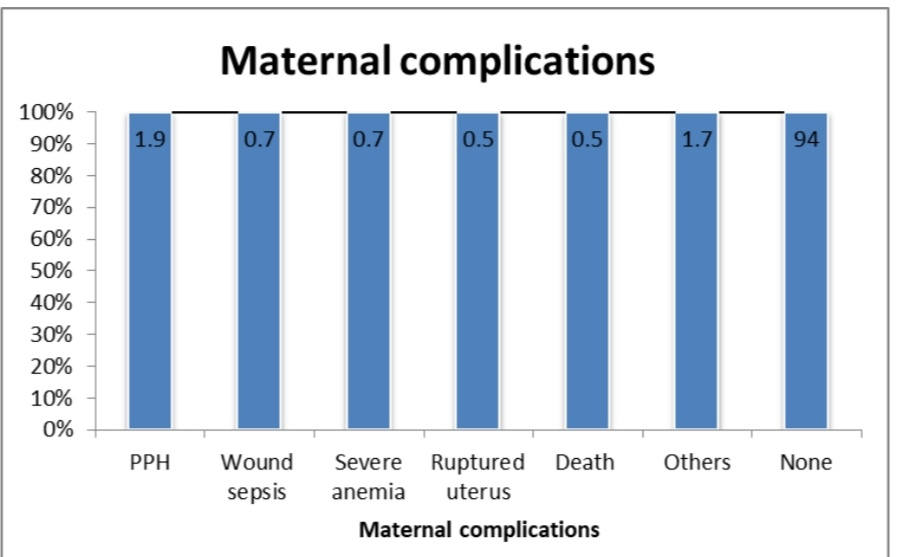 Maternal complications
100%
90%
80%
70%
60%
50%
40%
30%
20%
10%
0%
1.9 0.7 0.7 0.5 0.5 1.7 94
PPH Wound Severe Ruptured Death Others None
sepsis anemia uterus
Maternal complications